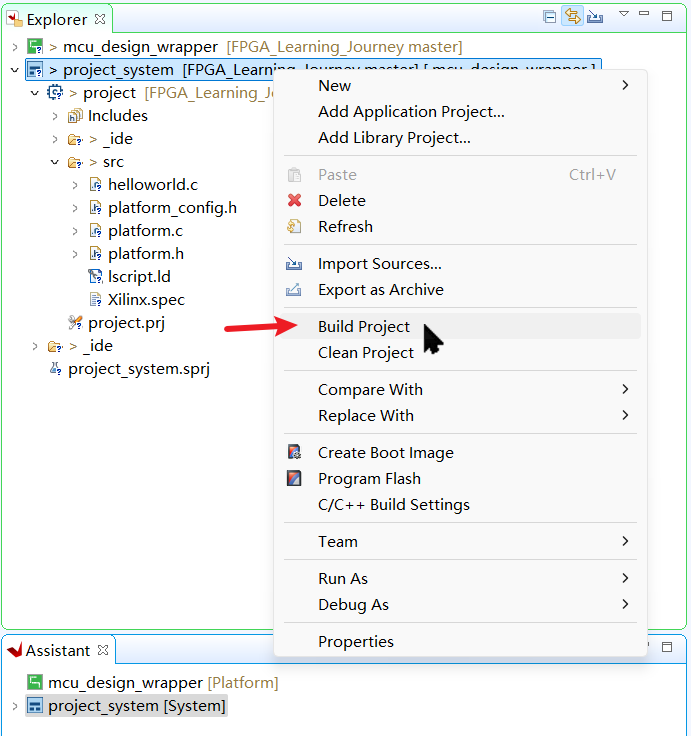 Explorer
> mcu_design_wrapper [FPGA_Learning_Journey master]
> project_system [FPGA_Learning_Journey master] [ mcu_design_wrapper ]
> project [FPGA_Learning_Jo
Includes
> _ide
> src
helloworld.c
platform_config.h
platform.c
platform.h
lscript.ld
Xilinx.spec
project.prj
> _ide
project_system.sprj
New
Add Application Project...
Add Library Project...
Paste Ctrl+V
Delete
Refresh
Import Sources...
Export as Archive
Build Project
Clean Project
Compare With
Replace With
Create Boot Image
Program Flash
C/C++ Build Settings
Team
Run As
Debug As
Properties
Assistant
mcu_design_wrapper [Platform]
project_system [System]